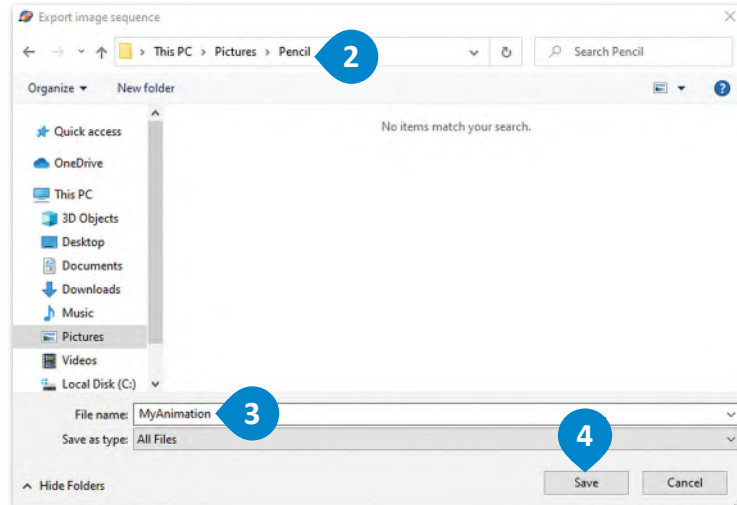 Export image sequence
This PC > Pictures > Pencil
2
Search Pencil
Organize
New folder
?
No items match your search.
Quick access
OneDrive
This PC
3D Objects
Desktop
Documents
Downloads
Music
Pictures
Videos
Local Disk (C:)
File name: MyAnimation
3
Save as type: All Files
4
Hide Folders
Save
Cancel